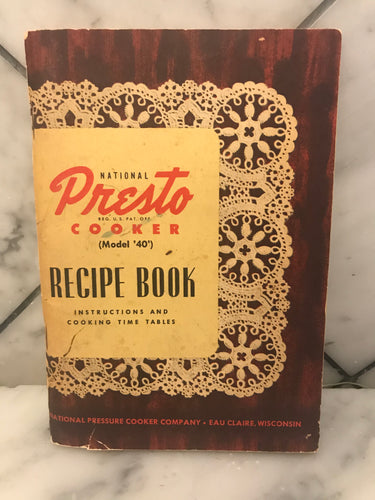 NATIONAL
Presto
REG. U.S. PAT. OFF.
COOKER
(Model '40')
RECIPE BOOK
INSTRUCTIONS AND
COOKING TIME TABLES
NATIONAL PRESSURE COOKER COMPANY • EAU CLAIRE, WISCONSIN